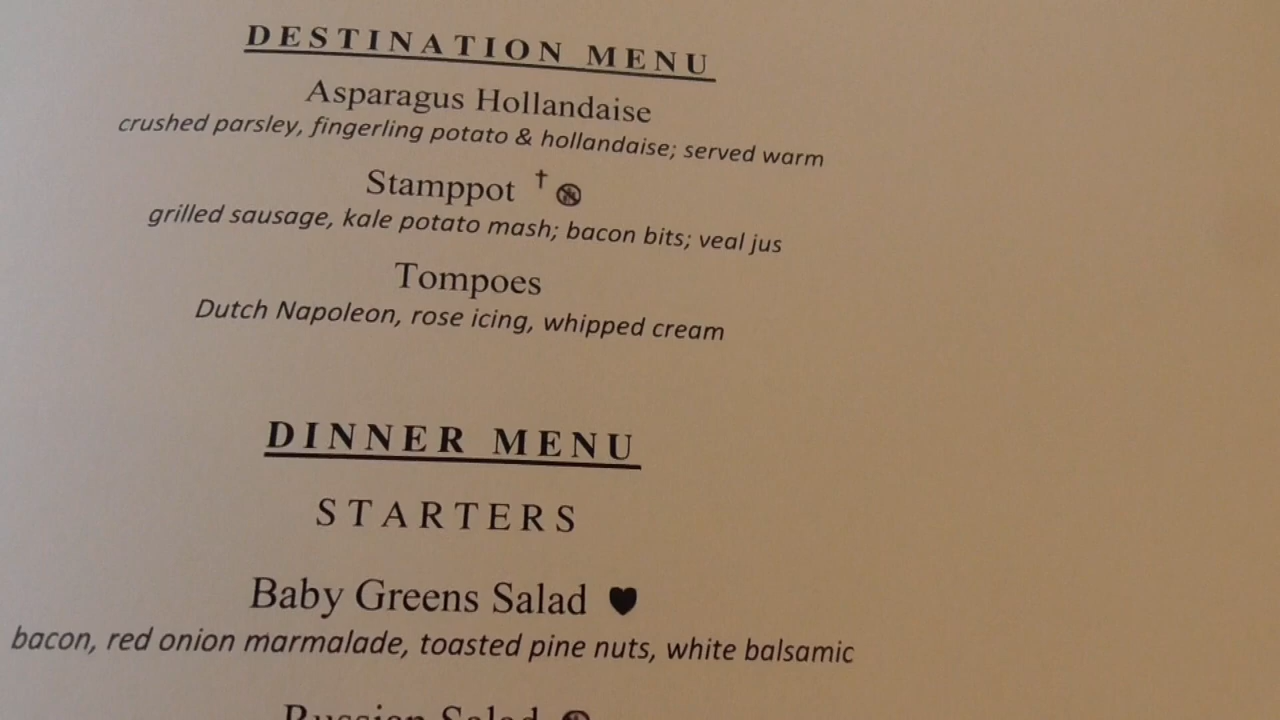 DESTINATION MENU
Asparagus Hollandaise
crushed parsley, fingerling potato & hollandaise; served warm
Stamppot †
grilled sausage, kale potato mash; bacon bits; veal jus
Tompoes
Dutch Napoleon, rose icing, whipped cream
DINNER MENU
STARTERS
Baby Greens Salad ♥
bacon, red onion marmalade, toasted pine nuts, white balsamic
Russian Salad